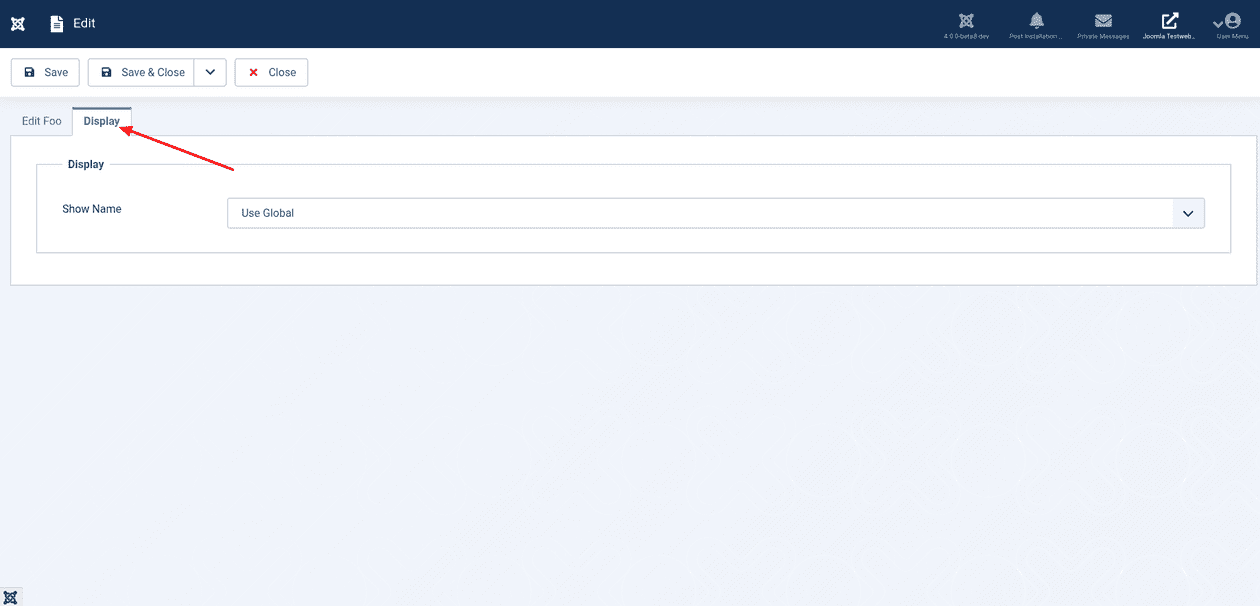 Edit
4.0.0-beta8-dev
Post Installation...
Private Messages
Joomla Testweb...
User Menu
Save
Save & Close
Close
Edit Foo
Display
Display
Show Name
Use Global